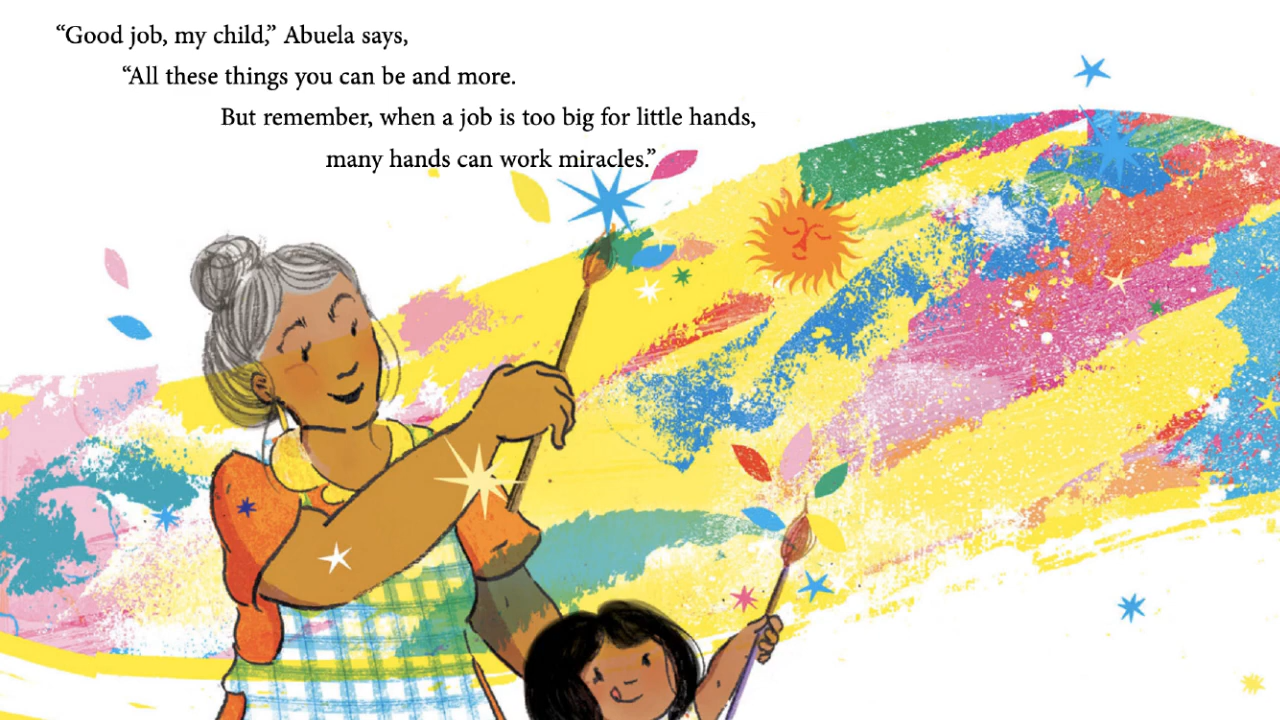 “Good job, my child,” Abuela says,
“All these things you can be and more.
But remember, when a job is too big for little hands,
many hands can work miracles.”